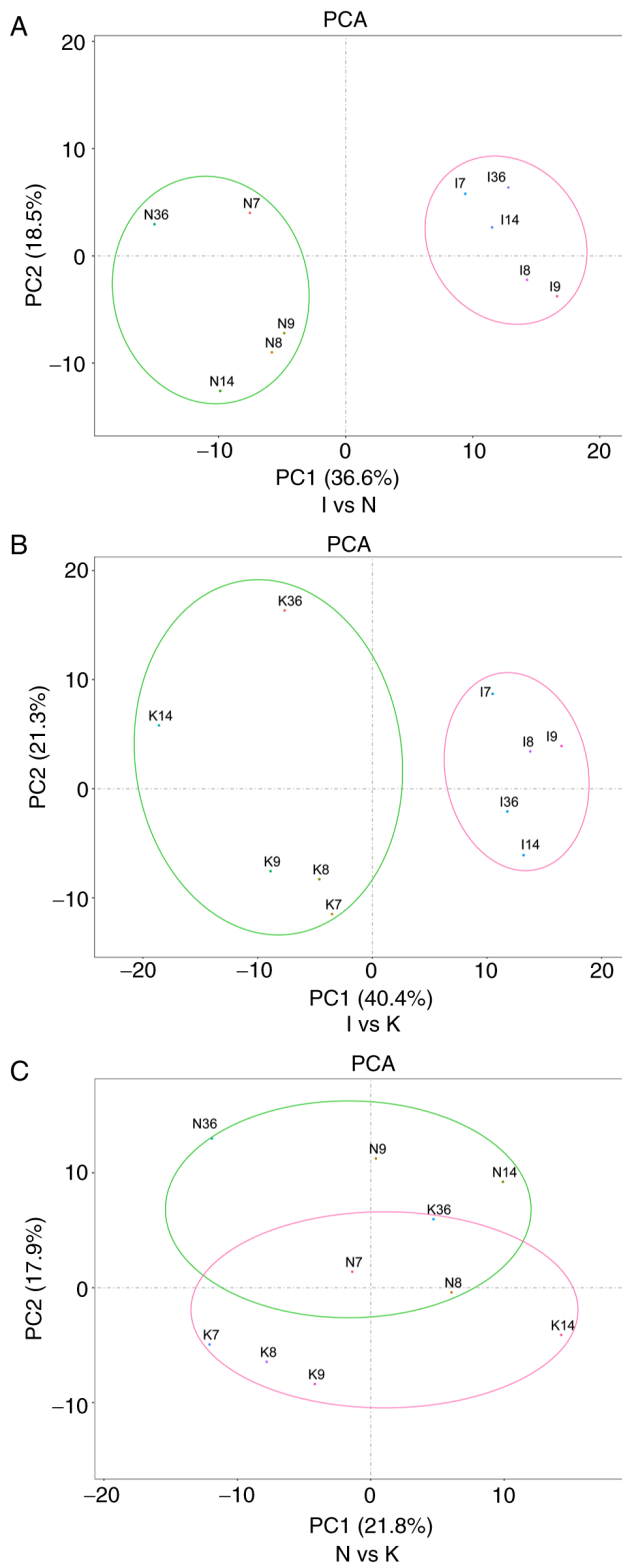 A
PCA
20
10
0
−10
PC2 (18.5%)
N36
N7
N9
N8
N14
I7
I36
I14
I8
I9
−10
0
10
20
PC1 (36.6%)
I vs N
B
PCA
20
10
0
−10
PC2 (21.3%)
K36
K14
K9
K8
K7
I7
I8
I9
I36
I14
−20
−10
0
10
20
PC1 (40.4%)
I vs K
C
PCA
10
0
−10
PC2 (17.9%)
N36
N9
N14
K36
N7
N8
K7
K8
K9
K14
−20
−10
0
10
PC1 (21.8%)
N vs K